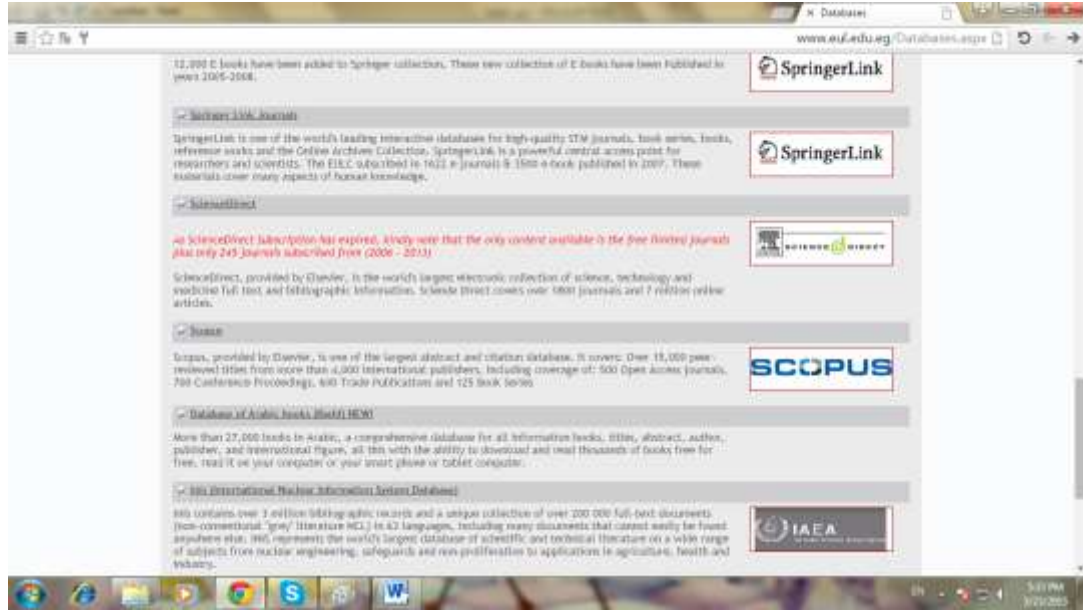 Databases
www.eul.edu.eg/Databases.aspx
12,000 E books have been added to Springer collection. These new collection of E books have been Published in
years 2005-2008.
SpringerLink
Springer Link Journals
SpringerLink is one of the world's leading interactive databases for high-quality STM journals, book series, books,
reference works and the Online Archives Collection. SpringerLink is a powerful central access point for
researchers and scientists. The EULC subscribed in 1622 e-journals & 3500 e-book published in 2007. These
materials cover many aspects of human knowledge.
SpringerLink
ScienceDirect
As ScienceDirect Subscription has expired, kindly note that the only content available is the free limited journals
plus only 245 journals subscribed from (2006 - 2013)
SCIENCE DIRECT
ScienceDirect, provided by Elsevier, is the world's largest electronic collection of science, technology and
medicine full text and bibliographic information. Sciende Direct covers over 1800 journals and 7 million online
articles.
Scopus
Scopus, provided by Elsevier, is one of the largest abstract and citation database. It covers: Over 15,000 peer-
reviewed titles from more than 4,000 international publishers, including coverage of: 500 Open Access journals,
700 Conference Proceedings, 600 Trade Publications and 125 Book Series
SCOPUS
Database of Arabic books NEW!
More than 27,000 books in Arabic, a comprehensive database for all information books, titles, abstract, author,
publisher, and international figure, all this with the ability to download and read thousands of books free for
free, read it on your computer or your smart phone or tablet computer.
Inis (International Nuclear Information System Database)
Inis contains over 3 million bibliographic records and a unique collection of over 200 000 full-text documents
(non-conventional "grey" literature NCL) in 63 languages, including many documents that cannot easily be found
anywhere else. INIS represents the world's largest database of scientific and technical literature on a wide range
of subjects from nuclear engineering, safeguards and non-proliferation to applications in agriculture, health and
industry.
IAEA
EN
5:03 PM